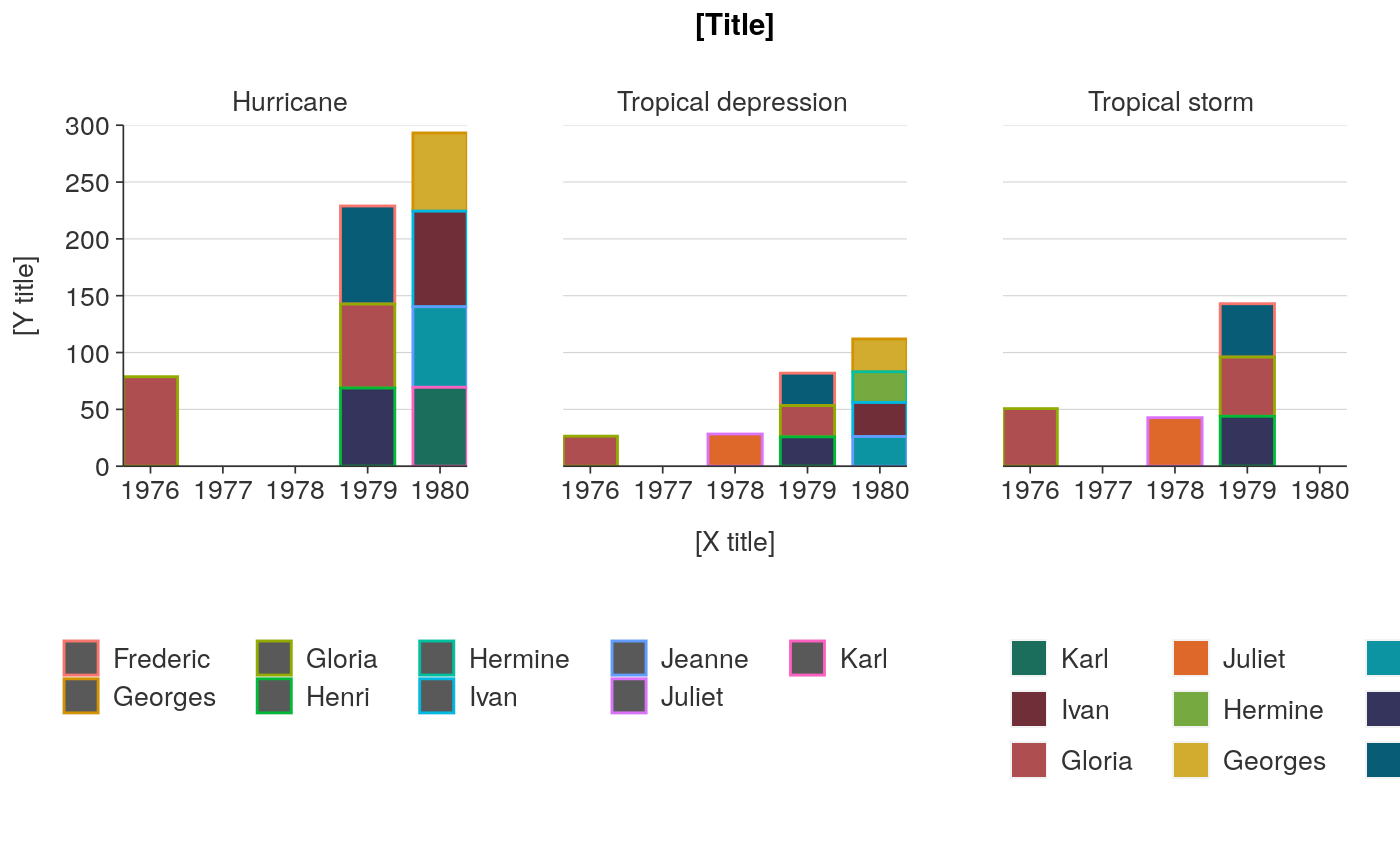 [Title]
Hurricane Tropical depression Tropical storm
300
250
200
150
100
50
0
[Y title]
1976 1977 1978 1979 1980 1976 1977 1978 1979 1980 1976 1977 1978 1979 1980
[X title]
Frederic Gloria Hermine Jeanne Karl
Georges Henri Ivan Juliet
Karl Juliet
Ivan Hermine
Gloria Georges